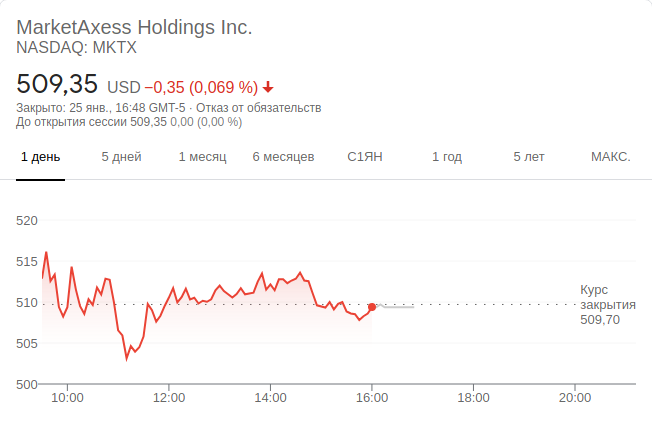 MarketAxess Holdings Inc.
NASDAQ: MKTX
509,35 USD −0,35 (0,069 %)
Закрыто: 25 янв., 16:48 GMT-5 · Отказ от обязательств
До открытия сессии 509,35 0,00 (0,00 %)
1 день 5 дней 1 месяц 6 месяцев С1ЯН 1 год 5 лет МАКС.
520
515
510
505
500
Курс
закрытия
509,70
10:00 12:00 14:00 16:00 18:00 20:00